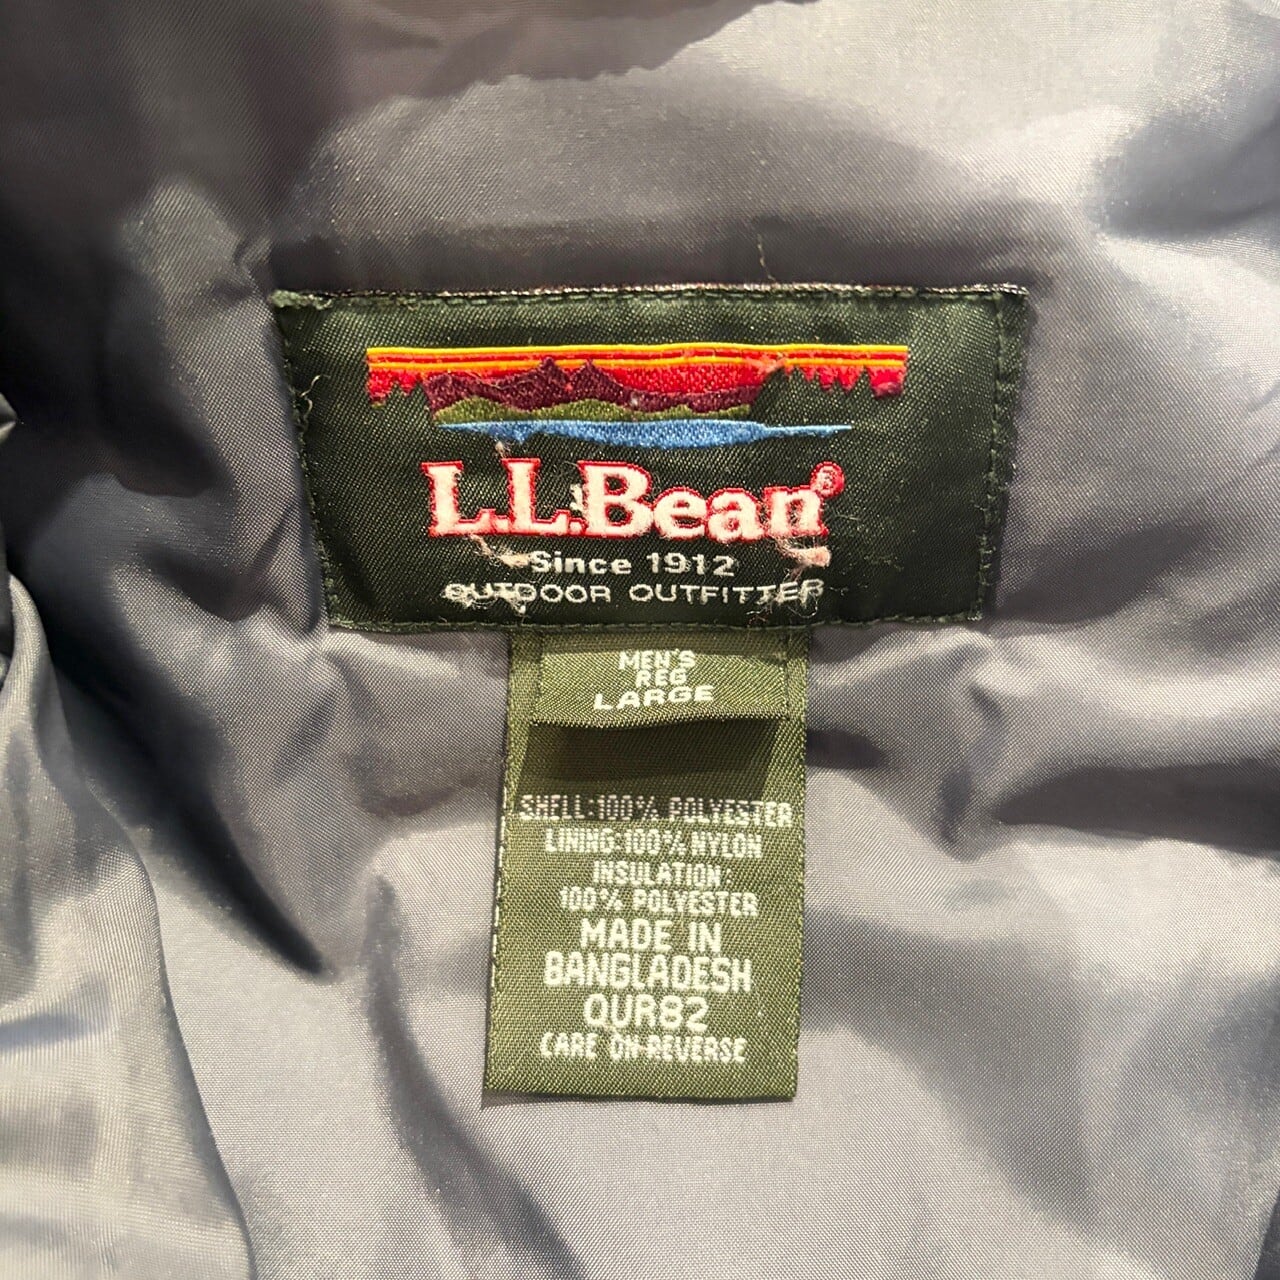 L.L.Bean®
Since 1912
OUTDOOR OUTFITTER
MEN'S
REG
LARGE
SHELL:100% POLYESTER
LINING:100% NYLON
INSULATION:
100% POLYESTER
MADE IN
BANGLADESH
QUR82
CARE ON REVERSE